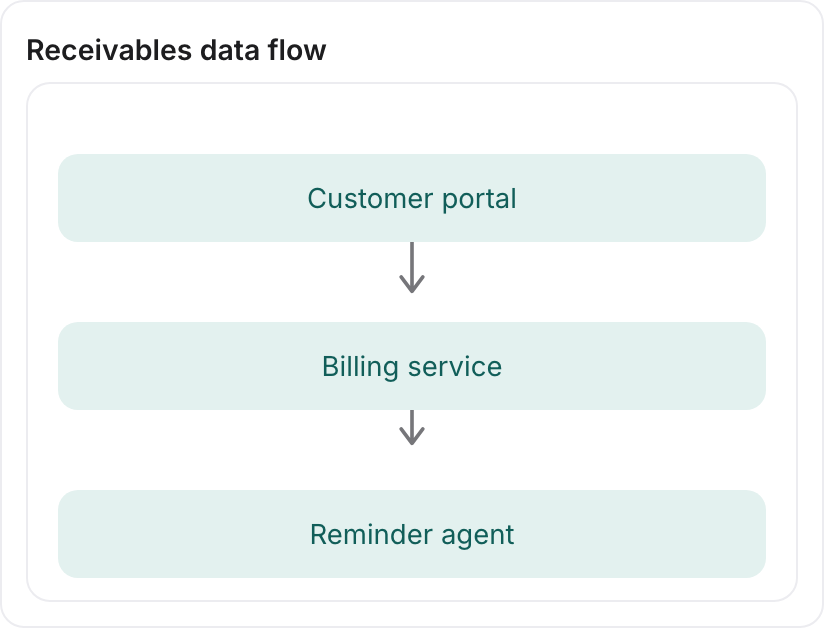 Receivables data flow
Customer portal
Billing service
Reminder agent